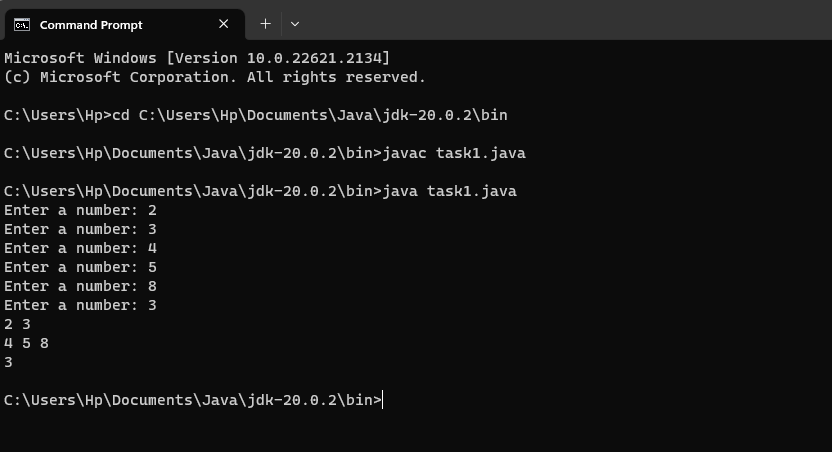 Command Prompt
Microsoft Windows [Version 10.0.22621.2134]
(c) Microsoft Corporation. All rights reserved.
C:\Users\Hp>cd C:\Users\Hp\Documents\Java\jdk-20.0.2\bin
C:\Users\Hp\Documents\Java\jdk-20.0.2\bin>javac task1.java
C:\Users\Hp\Documents\Java\jdk-20.0.2\bin>java task1.java
Enter a number: 2
Enter a number: 3
Enter a number: 4
Enter a number: 5
Enter a number: 8
Enter a number: 3
2 3
4 5 8
3
C:\Users\Hp\Documents\Java\jdk-20.0.2\bin>